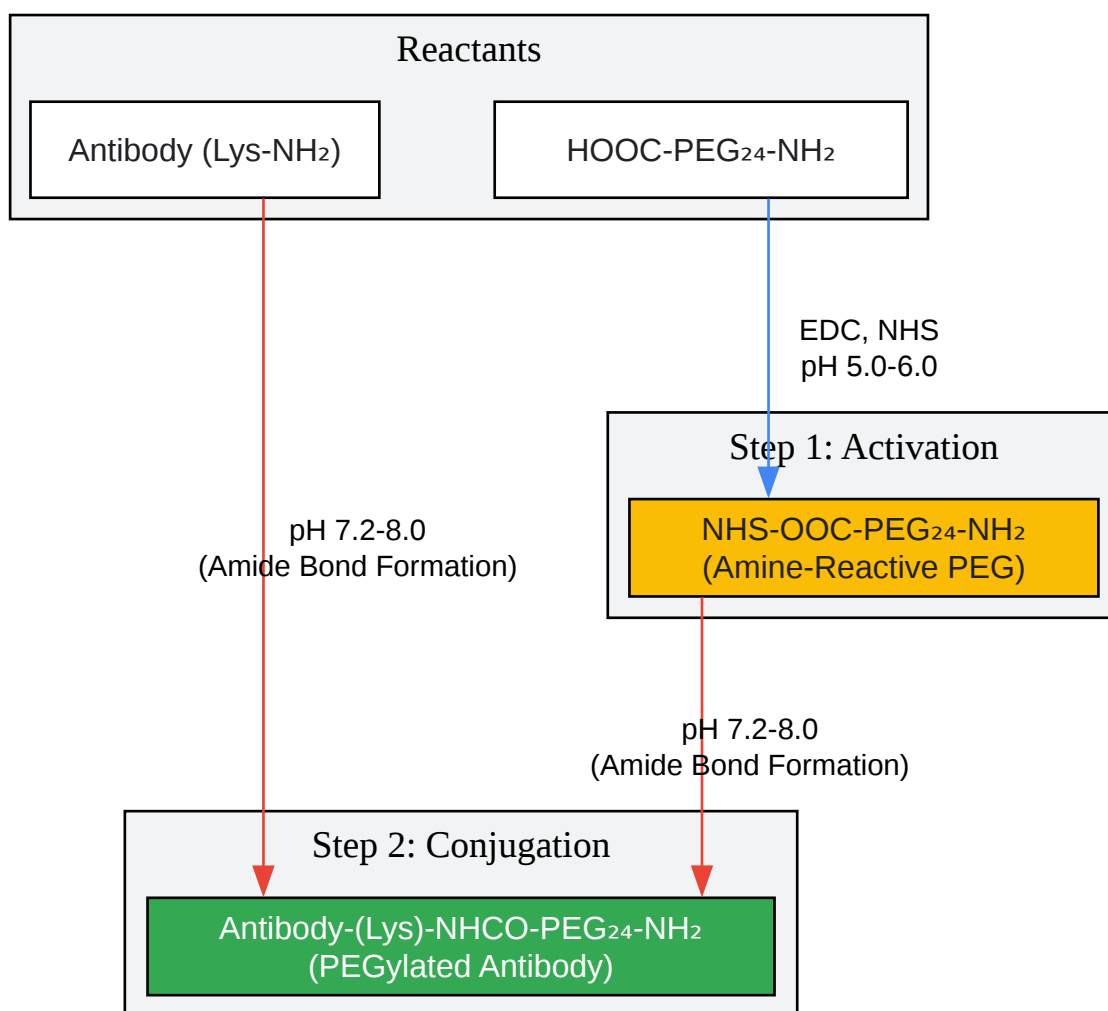 Reactants
Antibody (Lys-NH₂)
HOOC-PEG₂₄-NH₂
EDC, NHS
pH 5.0-6.0
Step 1: Activation
NHS-OOC-PEG₂₄-NH₂
(Amine-Reactive PEG)
pH 7.2-8.0
(Amide Bond Formation)
pH 7.2-8.0
(Amide Bond Formation)
Step 2: Conjugation
Antibody-(Lys)-NHCO-PEG₂₄-NH₂
(PEGylated Antibody)